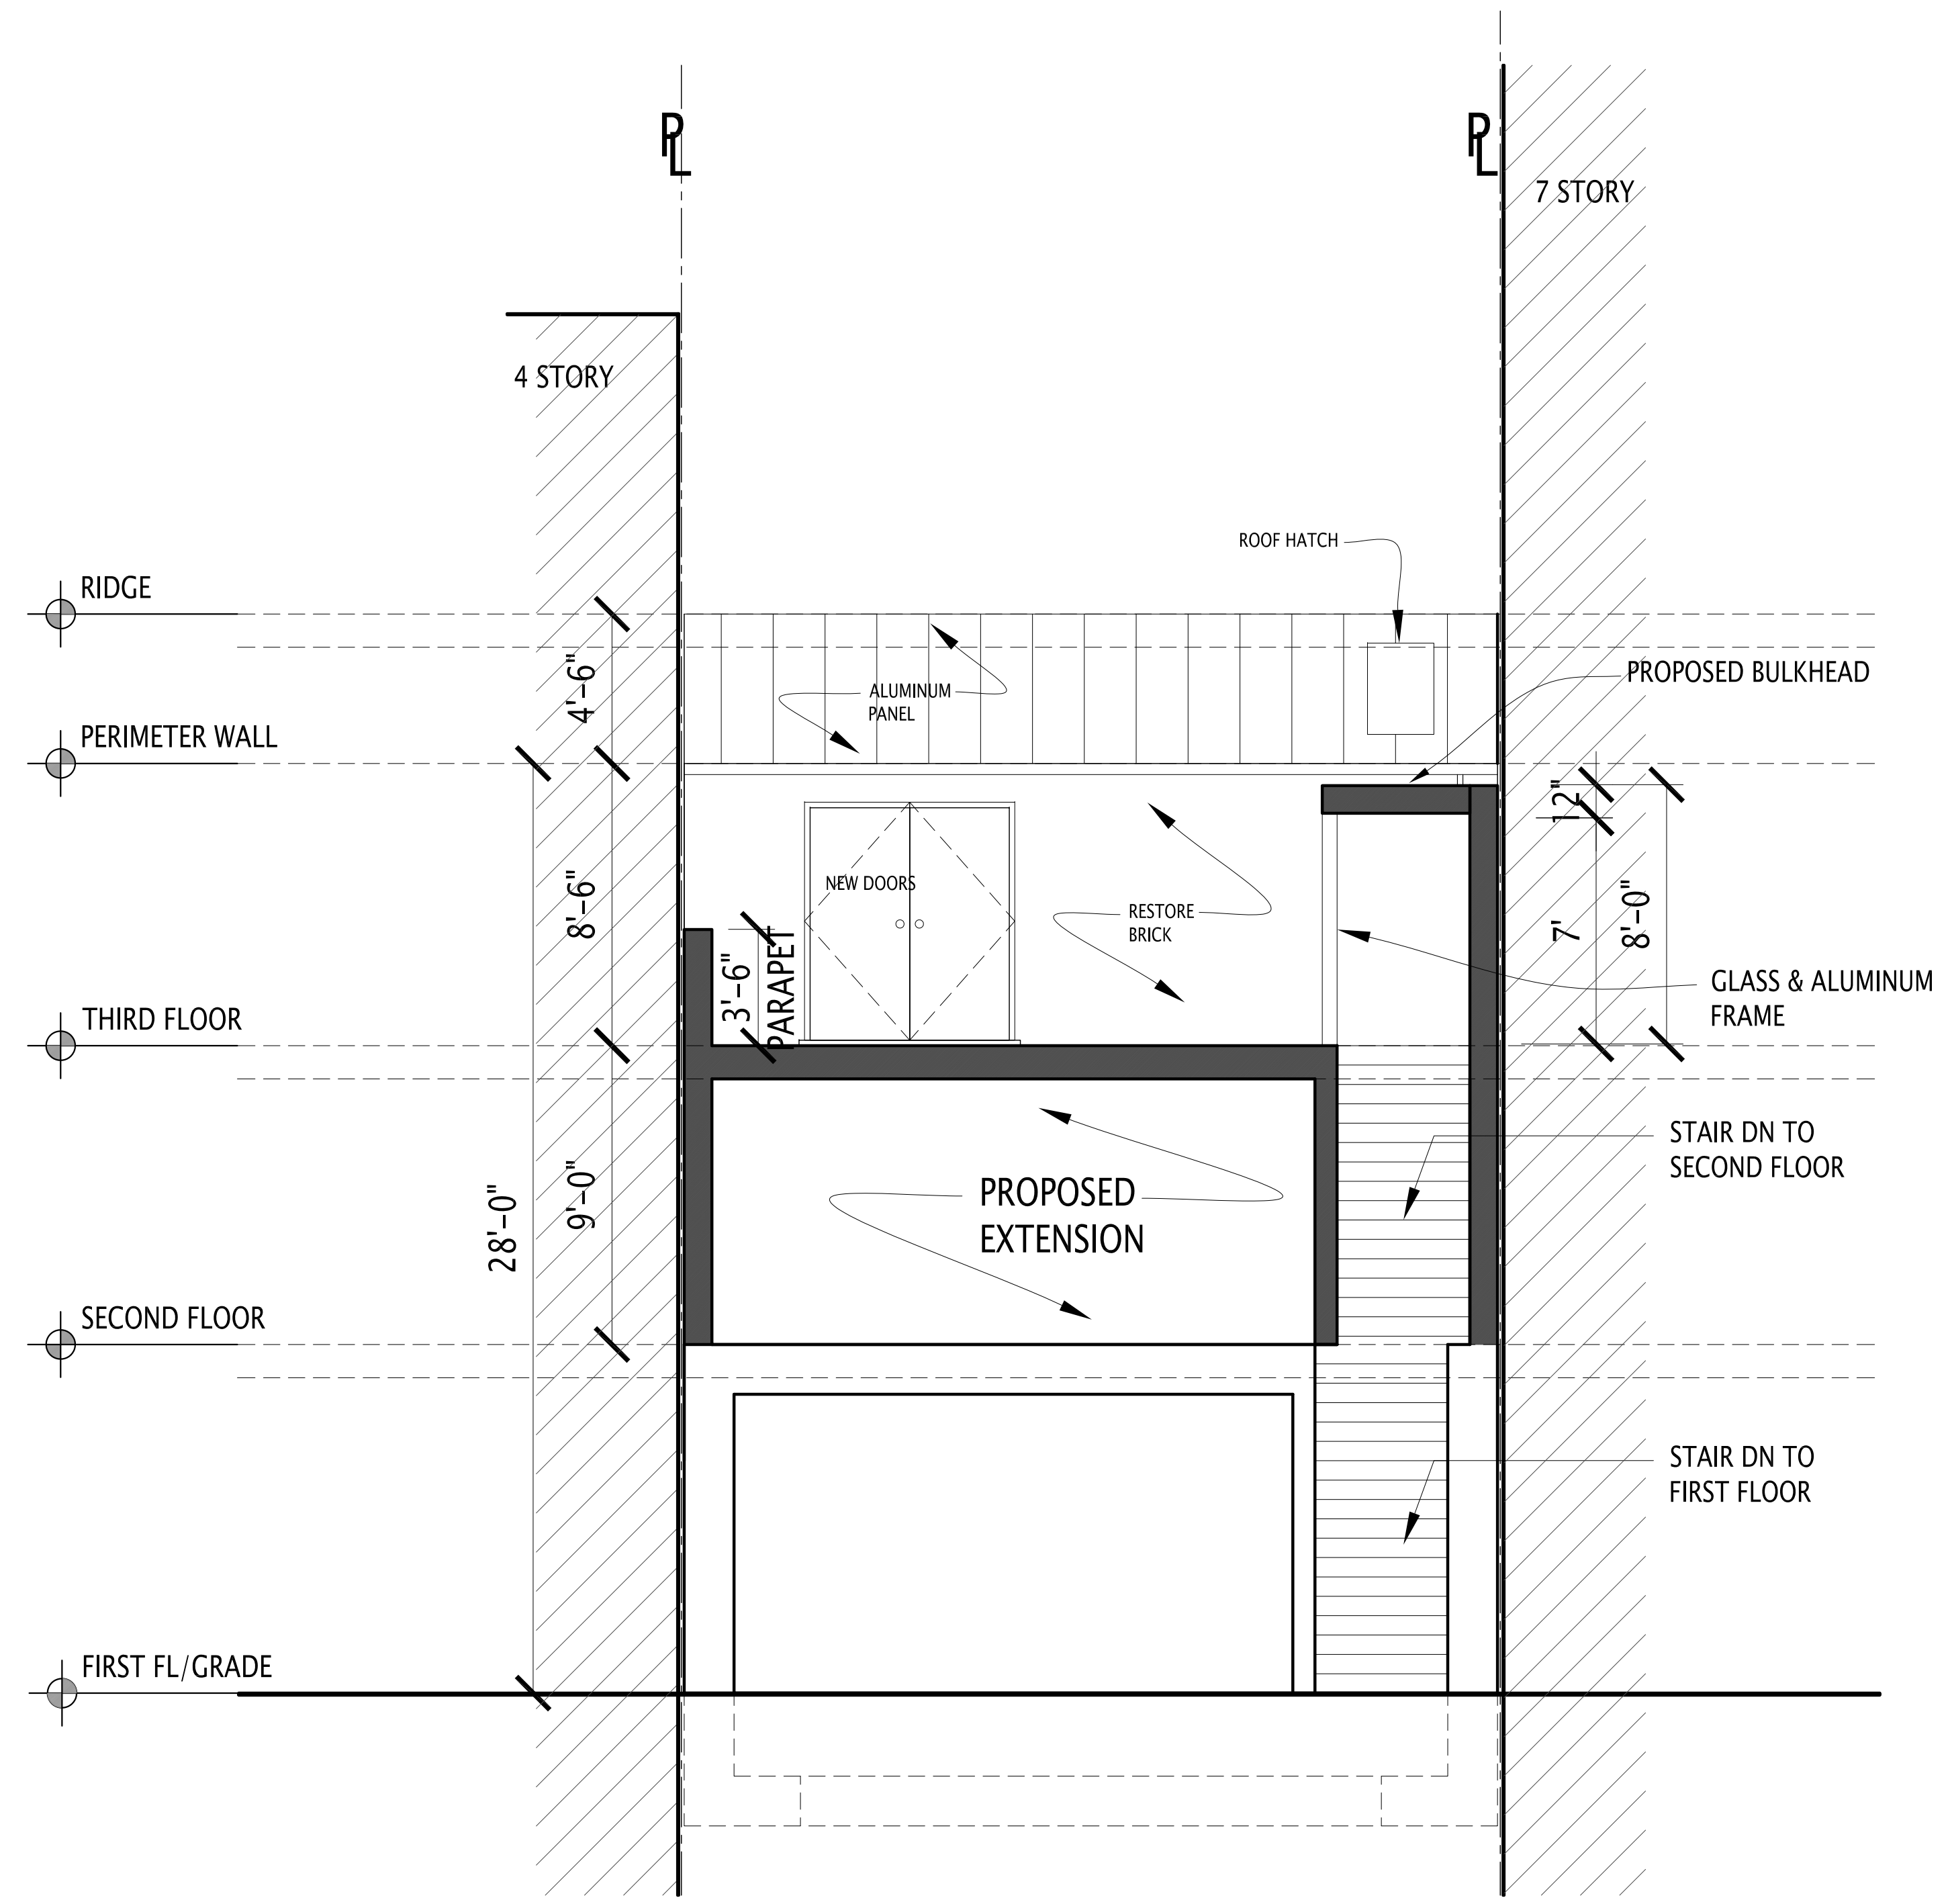 PL
PL
7 STORY
4 STORY
ROOF HATCH
RIDGE
4'-6"
ALUMINUM
PANEL
PROPOSED BULKHEAD
PERIMETER WALL
12"
NEW DOORS
8'-6"
RESTORE
BRICK
7'
8'-0"
3'-6"
PARAPET
GLASS & ALUMINUM
FRAME
THIRD FLOOR
STAIR DN TO
SECOND FLOOR
PROPOSED
EXTENSION
9'-0"
28'-0"
SECOND FLOOR
STAIR DN TO
FIRST FLOOR
FIRST FL/GRADE